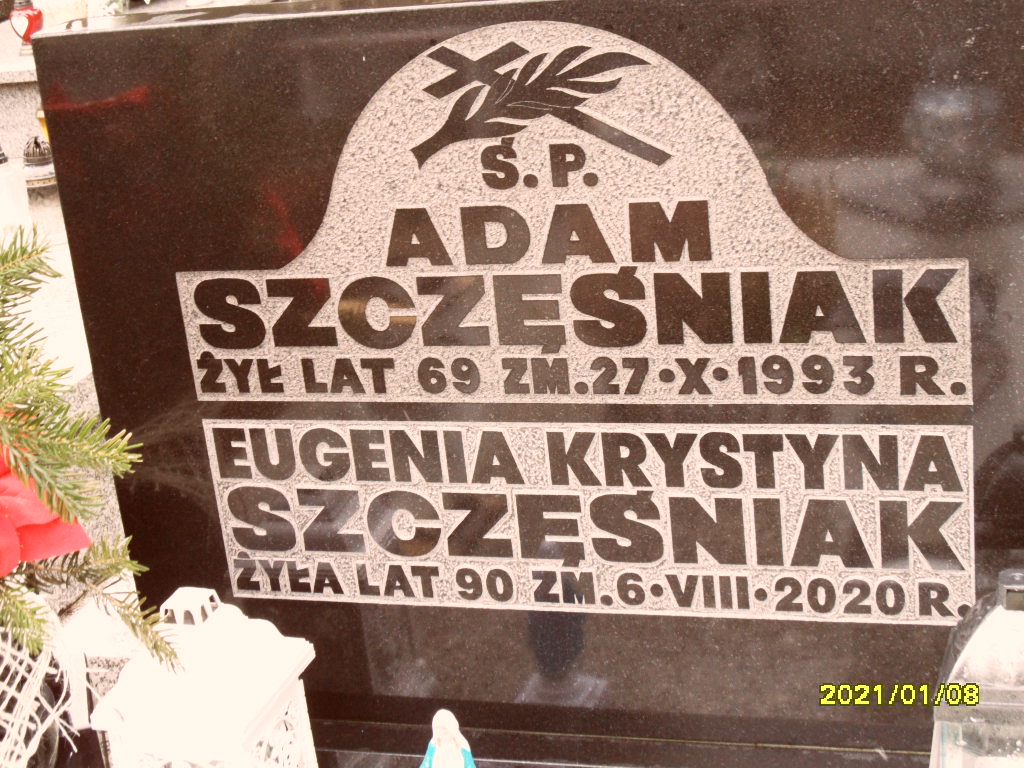 Ś. P.
ADAM
SZCZĘŚNIAK
ŻYŁ LAT 69 ZM. 27·X·1993 R.
EUGENIA KRYSTYNA
SZCZĘŚNIAK
ŻYŁA LAT 90 ZM. 6·VIII·2020 R.
2021/01/08